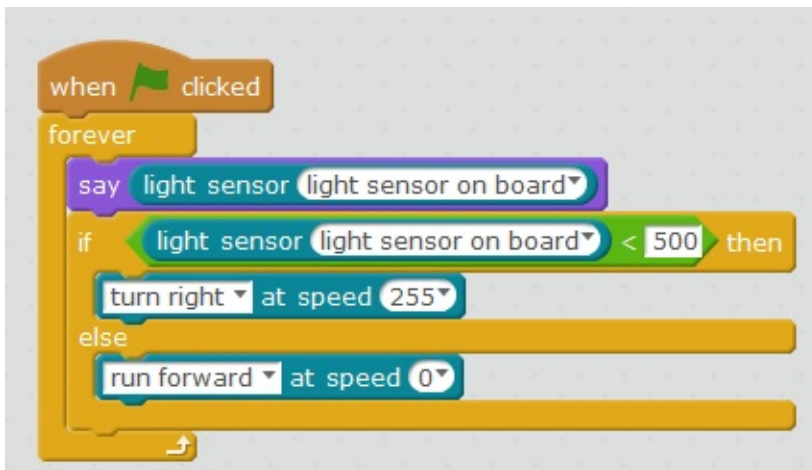 when clicked
forever
say light sensor light sensor on board
if light sensor light sensor on board < 500 then
turn right at speed 255
else
run forward at speed 0